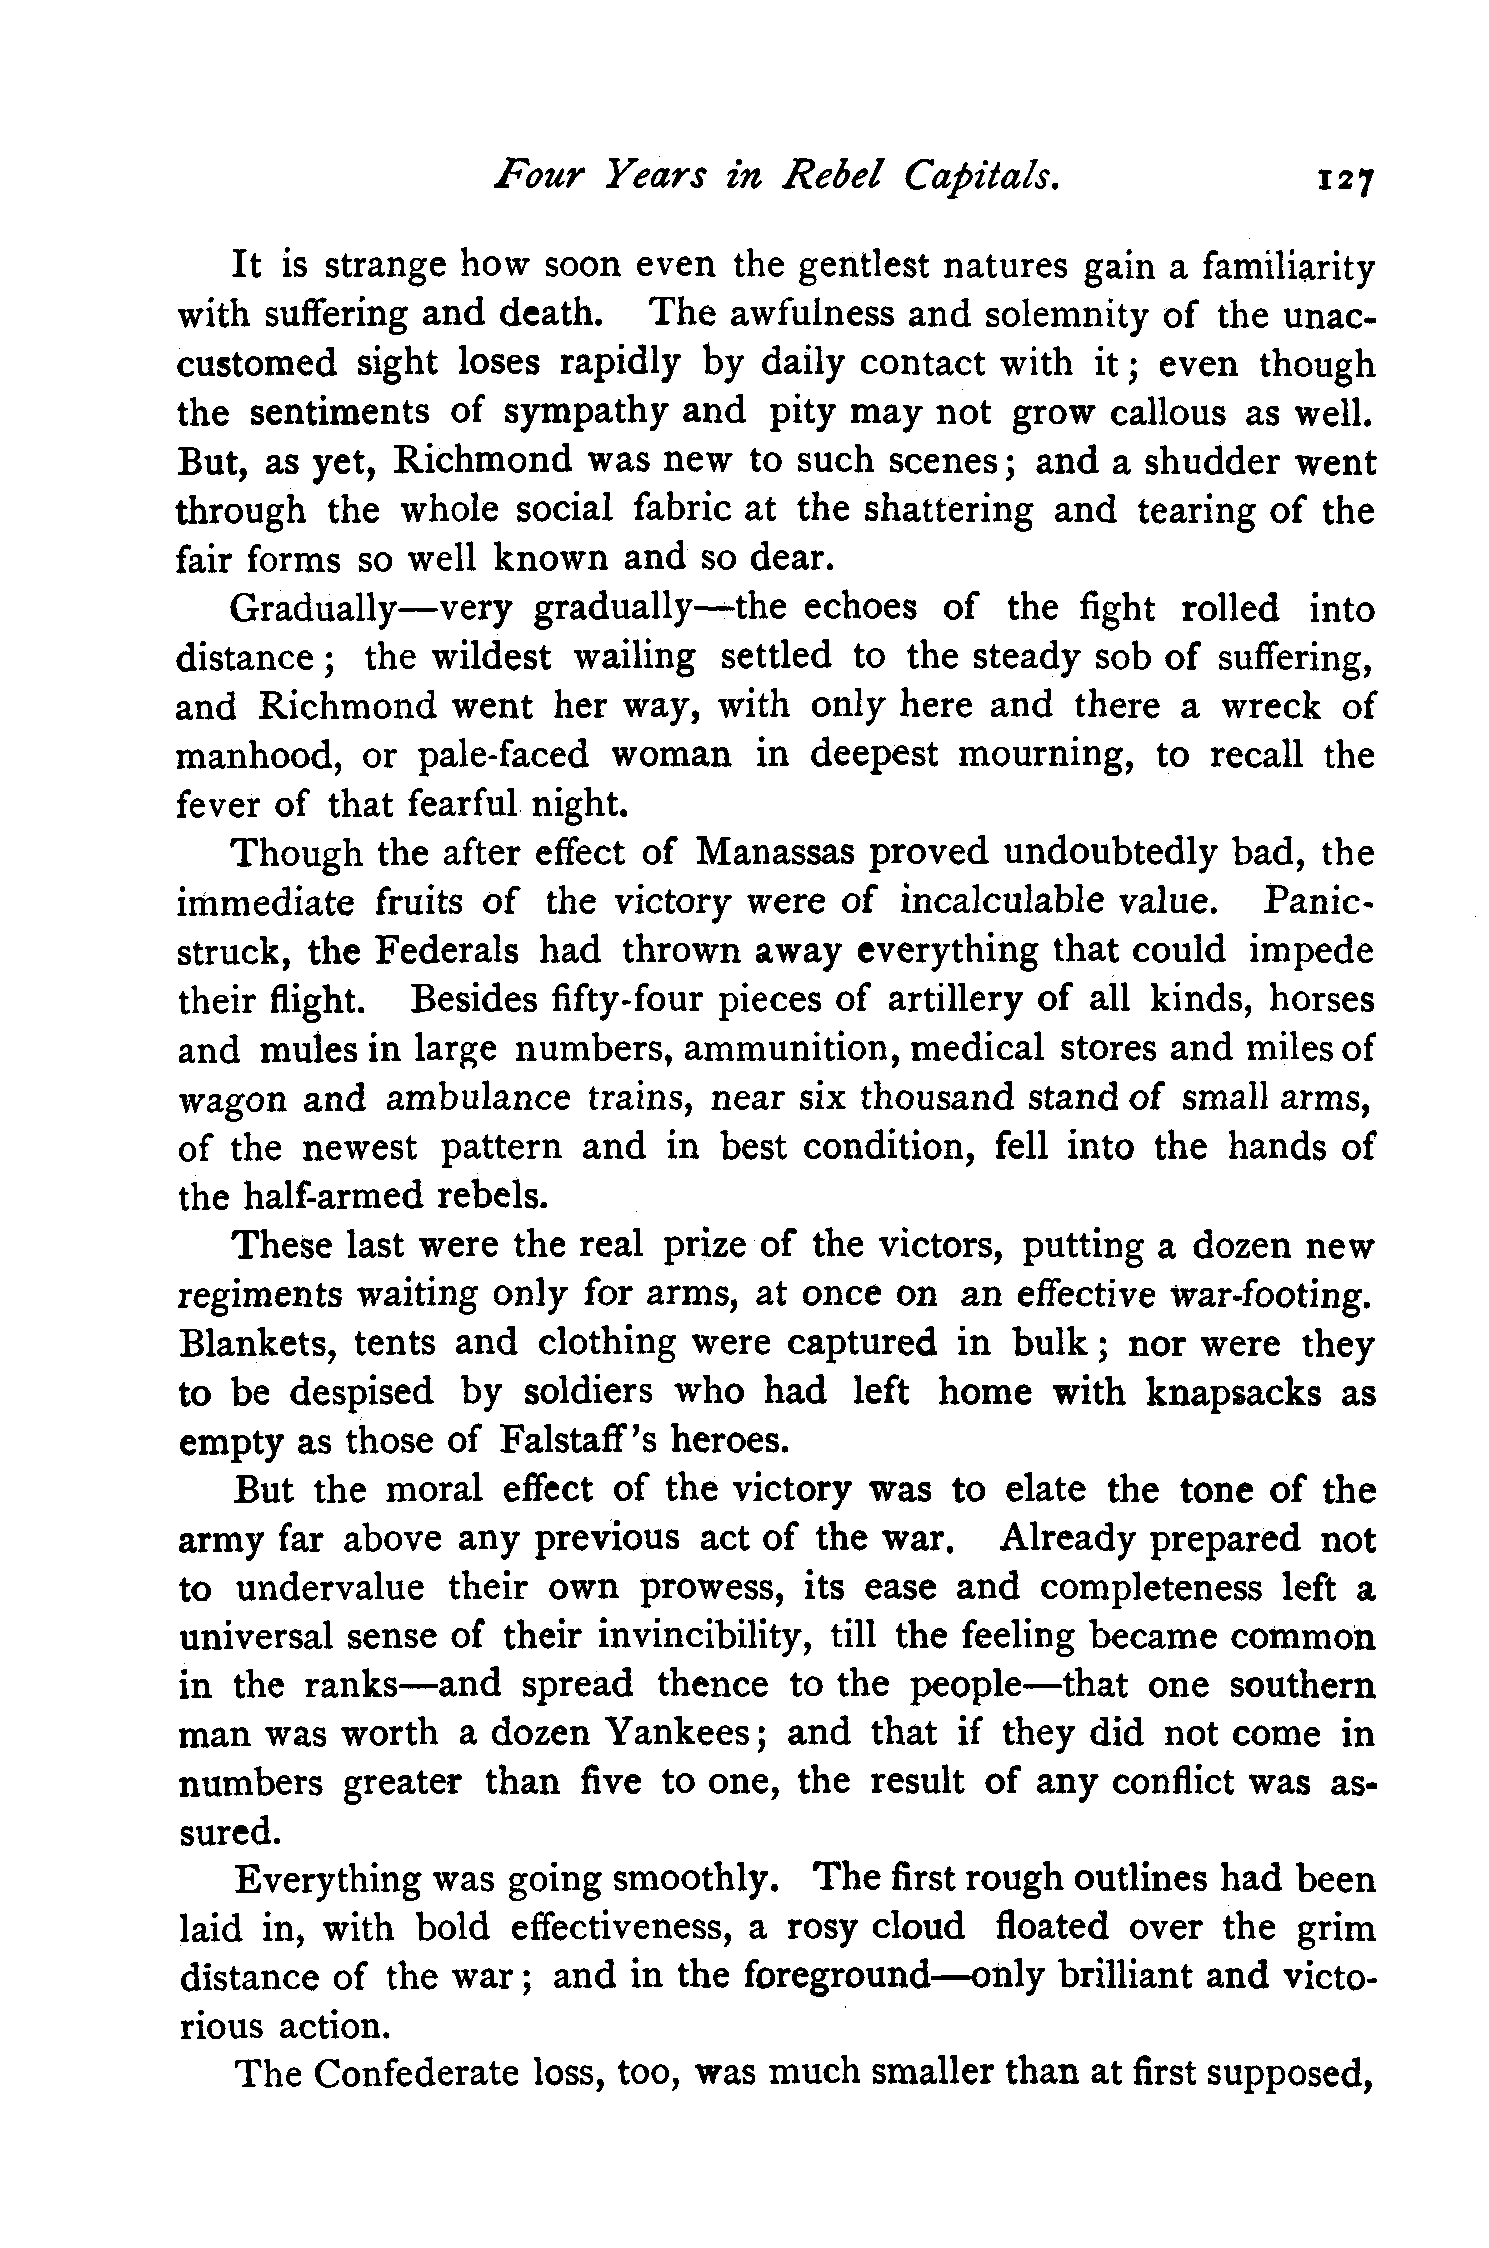 Four Years in Rebel Capitals. 127
It is strange how soon even the gentlest natures gain a familiarity
with suffering and death. The awfulness and solemnity of the unac-
customed sight loses rapidly by daily contact with it ; even though
the sentiments of sympathy and pity may not grow callous as well.
But, as yet, Richmond was new to such scenes; and a shudder went
through the whole social fabric at the shattering and tearing of the
fair forms so well known and so dear.
Gradually—very gradually—the echoes of the fight rolled into
distance ; the wildest wailing settled to the steady sob of suffering,
and Richmond went her way, with only here and there a wreck of
manhood, or pale-faced woman in deepest mourning, to recall the
fever of that fearful night.
Though the after effect of Manassas proved undoubtedly bad, the
immediate fruits of the victory were of incalculable value. Panic-
struck, the Federals had thrown away everything that could impede
their flight. Besides fifty-four pieces of artillery of all kinds, horses
and mules in large numbers, ammunition, medical stores and miles of
wagon and ambulance trains, near six thousand stand of small arms,
of the newest pattern and in best condition, fell into the hands of
the half-armed rebels.
These last were the real prize of the victors, putting a dozen new
regiments waiting only for arms, at once on an effective war-footing.
Blankets, tents and clothing were captured in bulk ; nor were they
to be despised by soldiers who had left home with knapsacks as
empty as those of Falstaff's heroes.
But the moral effect of the victory was to elate the tone of the
army far above any previous act of the war. Already prepared not
to undervalue their own prowess, its ease and completeness left a
universal sense of their invincibility, till the feeling became common
in the ranks—and spread thence to the people—that one southern
man was worth a dozen Yankees; and that if they did not come in
numbers greater than five to one, the result of any conflict was as-
sured.
Everything was going smoothly. The first rough outlines had been
laid in, with bold effectiveness, a rosy cloud floated over the grim
distance of the war ; and in the foreground—only brilliant and victo-
rious action.
The Confederate loss, too, was much smaller than at first supposed,